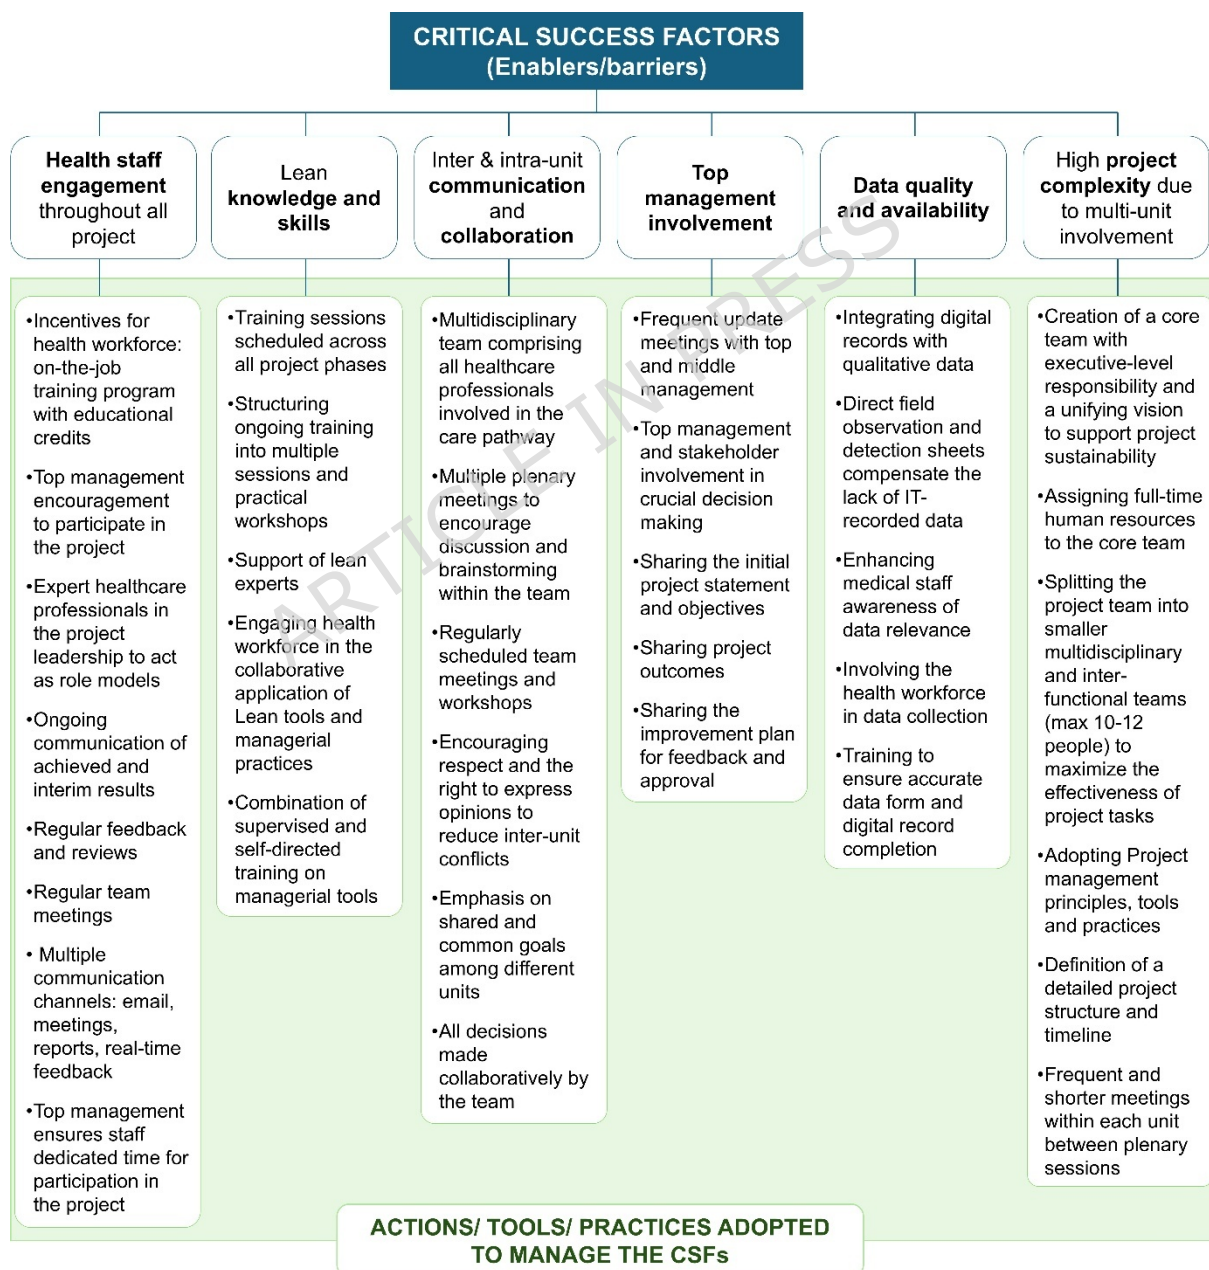 CRITICAL SUCCESS FACTORS
(Enablers/barriers)
Health staff
engagement
throughout all
project
Lean
knowledge and
skills
Inter & intra-unit
communication
and
collaboration
Top
management
involvement
Data quality
and availability
High project
complexity due
to multi-unit
involvement
•Incentives for
health workforce:
on-the-job
training program
with educational
credits
•Top management
encouragement
to participate in
the project
•Expert healthcare
professionals in
the project
leadership to act
as role models
•Ongoing
communication of
achieved and
interim results
•Regular feedback
and reviews
•Regular team
meetings
• Multiple
communication
channels: email,
meetings,
reports, real-time
feedback
•Top management
ensures staff
dedicated time for
participation in
the project
•Training sessions
scheduled across
all project phases
•Structuring
ongoing training
into multiple
sessions and
practical
workshops
•Support of lean
experts
•Engaging health
workforce in the
collaborative
application of
Lean tools and
managerial
practices
•Combination of
supervised and
self-directed
training on
managerial tools
•Multidisciplinary
team comprising
all healthcare
professionals
involved in the
care pathway
•Multiple plenary
meetings to
encourage
discussion and
brainstorming
within the team
•Regularly
scheduled team
meetings and
workshops
•Encouraging
respect and the
right to express
opinions to
reduce inter-unit
conflicts
•Emphasis on
shared and
common goals
among different
units
•All decisions
made
collaboratively by
the team
•Frequent update
meetings with top
and middle
management
•Top management
and stakeholder
involvement in
crucial decision
making
•Sharing the initial
project statement
and objectives
•Sharing project
outcomes
•Sharing the
improvement plan
for feedback and
approval
•Integrating digital
records with
qualitative data
•Direct field
observation and
detection sheets
compensate the
lack of IT-
recorded data
•Enhancing
medical staff
awareness of
data relevance
•Involving the
health workforce
in data collection
•Training to
ensure accurate
data form and
digital record
completion
•Creation of a core
team with
executive-level
responsibility and
a unifying vision
to support project
sustainability
•Assigning full-time
human resources
to the core team
•Splitting the
project team into
smaller
multidisciplinary
and inter-
functional teams
(max 10-12
people) to
maximize the
effectiveness of
project tasks
•Adopting Project
management
principles, tools
and practices
•Definition of a
detailed project
structure and
timeline
•Frequent and
shorter meetings
within each unit
between plenary
sessions
ARTICLE IN PRESS
ACTIONS/ TOOLS/ PRACTICES ADOPTED
TO MANAGE THE CSFs